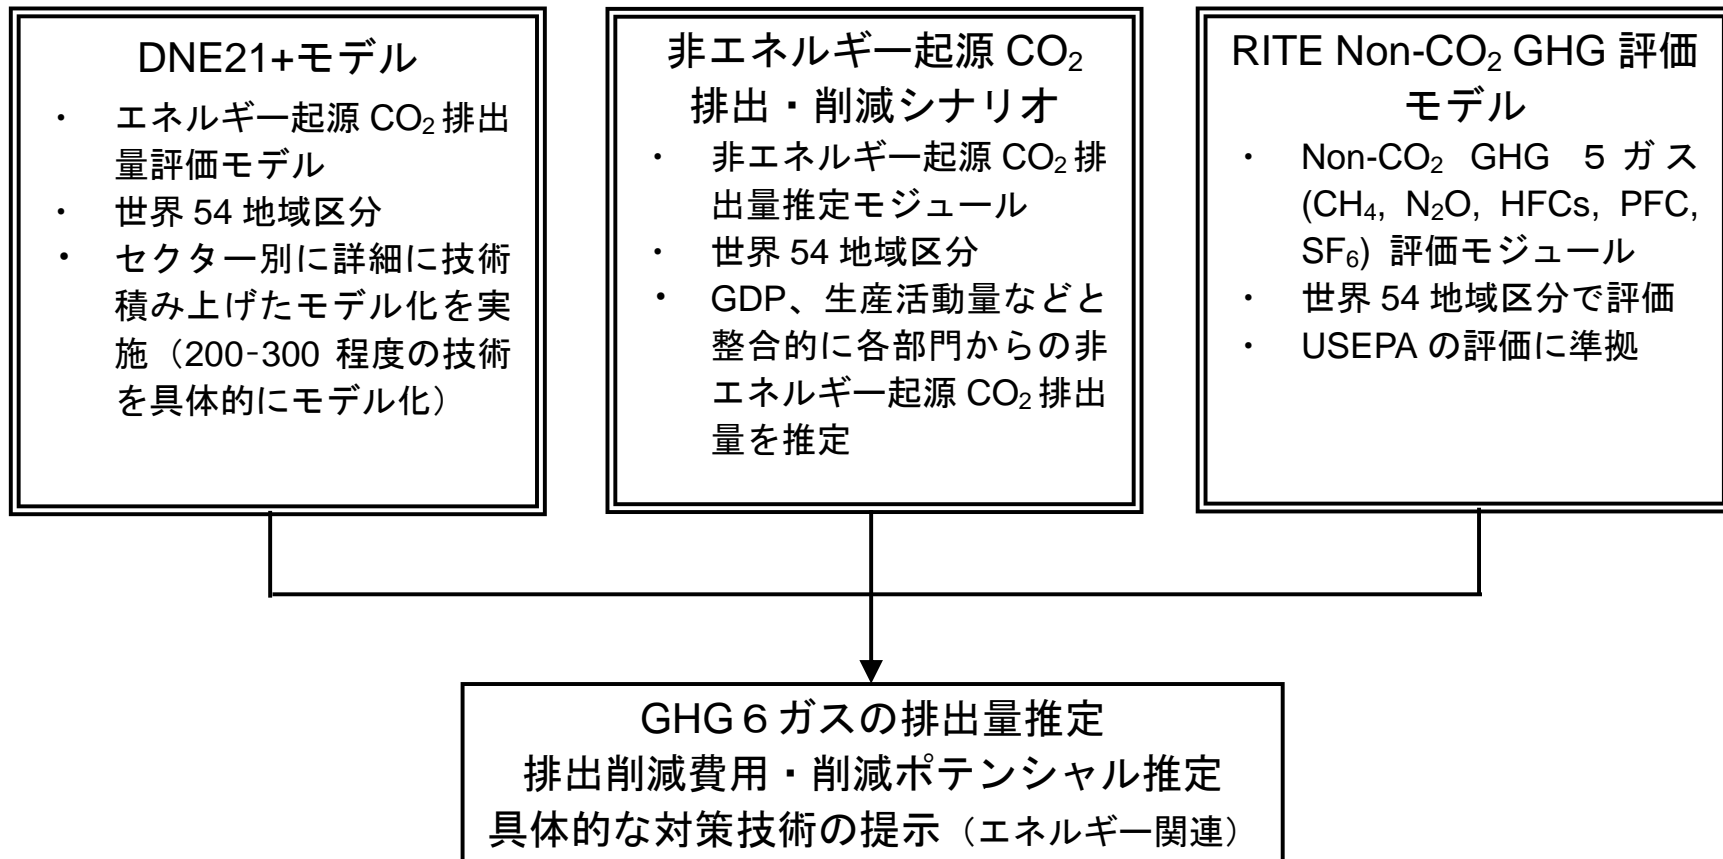 DNE21+モデル
・ エネルギー起源 CO₂ 排出
量評価モデル
・ 世界 54 地域区分
・ セクター別に詳細に技術
積み上げたモデル化を実
施（200‐300 程度の技術
を具体的にモデル化）
非エネルギー起源 CO₂
排出・削減シナリオ
・ 非エネルギー起源 CO₂ 排
出量推定モジュール
・ 世界 54 地域区分
・ GDP、生産活動量などと
整合的に各部門からの非
エネルギー起源 CO₂ 排出
量を推定
RITE Non-CO₂ GHG 評価
モデル
・ Non-CO₂ GHG ５ガス
(CH₄, N₂O, HFCs, PFC,
SF₆) 評価モジュール
・ 世界 54 地域区分で評価
・ USEPA の評価に準拠
GHG６ガスの排出量推定
排出削減費用・削減ポテンシャル推定
具体的な対策技術の提示（エネルギー関連）